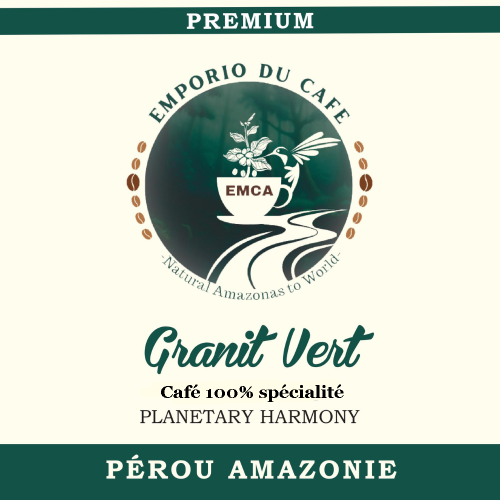 PREMIUM
EMPORIO DU CAFE
EMCA
-Natural Amazonas to World-
Granit Vert
Café 100% spécialité
PLANETARY HARMONY
PÉROU AMAZONIE